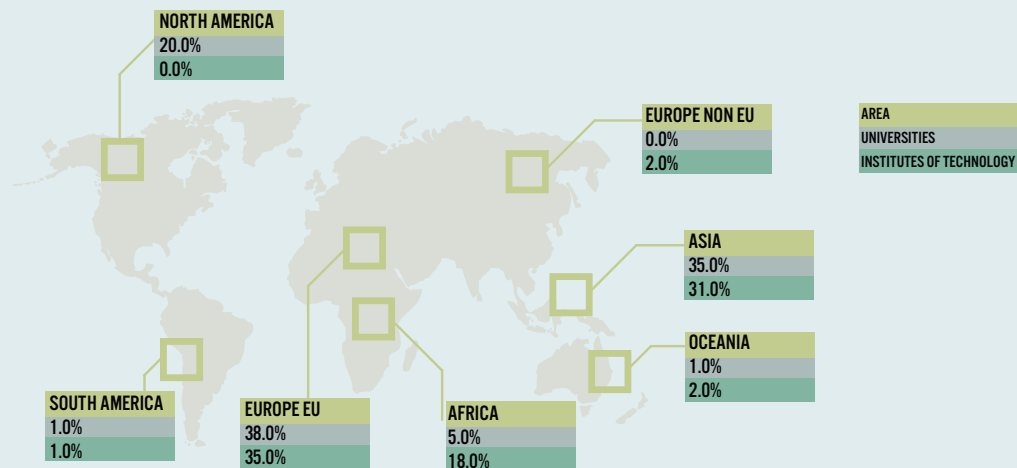 NORTH AMERICA
20.0%
0.0%
EUROPE NON EU
0.0%
2.0%
AREA
UNIVERSITIES
INSTITUTES OF TECHNOLOGY
ASIA
35.0%
31.0%
OCEANIA
1.0%
2.0%
SOUTH AMERICA
1.0%
1.0%
EUROPE EU
38.0%
35.0%
AFRICA
5.0%
18.0%